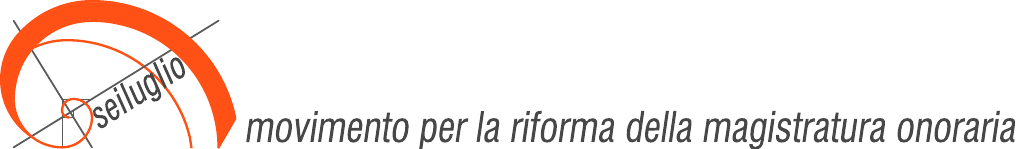 seiluglio
movimento per la riforma della magistratura onoraria